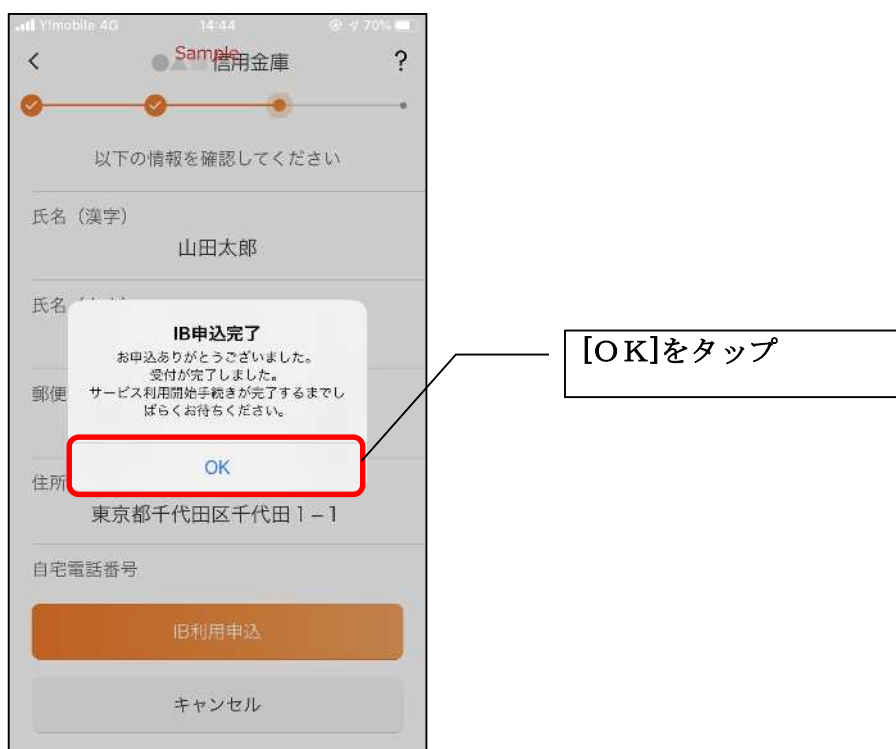 Y!mobile 4G 14:44 70%
Sample
信用金庫 ?
以下の情報を確認してください
氏名（漢字）
山田太郎
氏名
IB申込完了
お申込ありがとうございました。
受付が完了しました。
サービス利用開始手続きが完了するまでし
ばらくお待ちください。
OK
郵便
住所
東京都千代田区千代田１−１
自宅電話番号
IB利用申込
キャンセル
[ＯＫ]をタップ